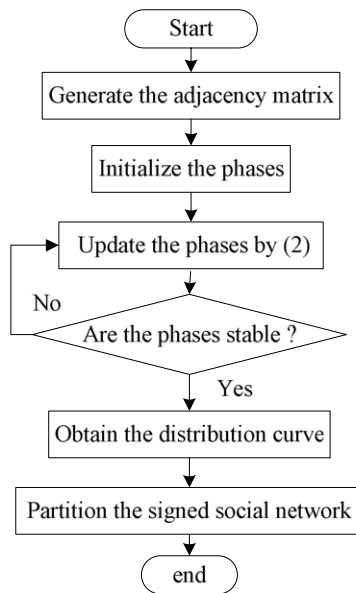 Start
Generate the adjacency matrix
Initialize the phases
Update the phases by (2)
No
Are the phases stable ?
Yes
Obtain the distribution curve
Partition the signed social network
end